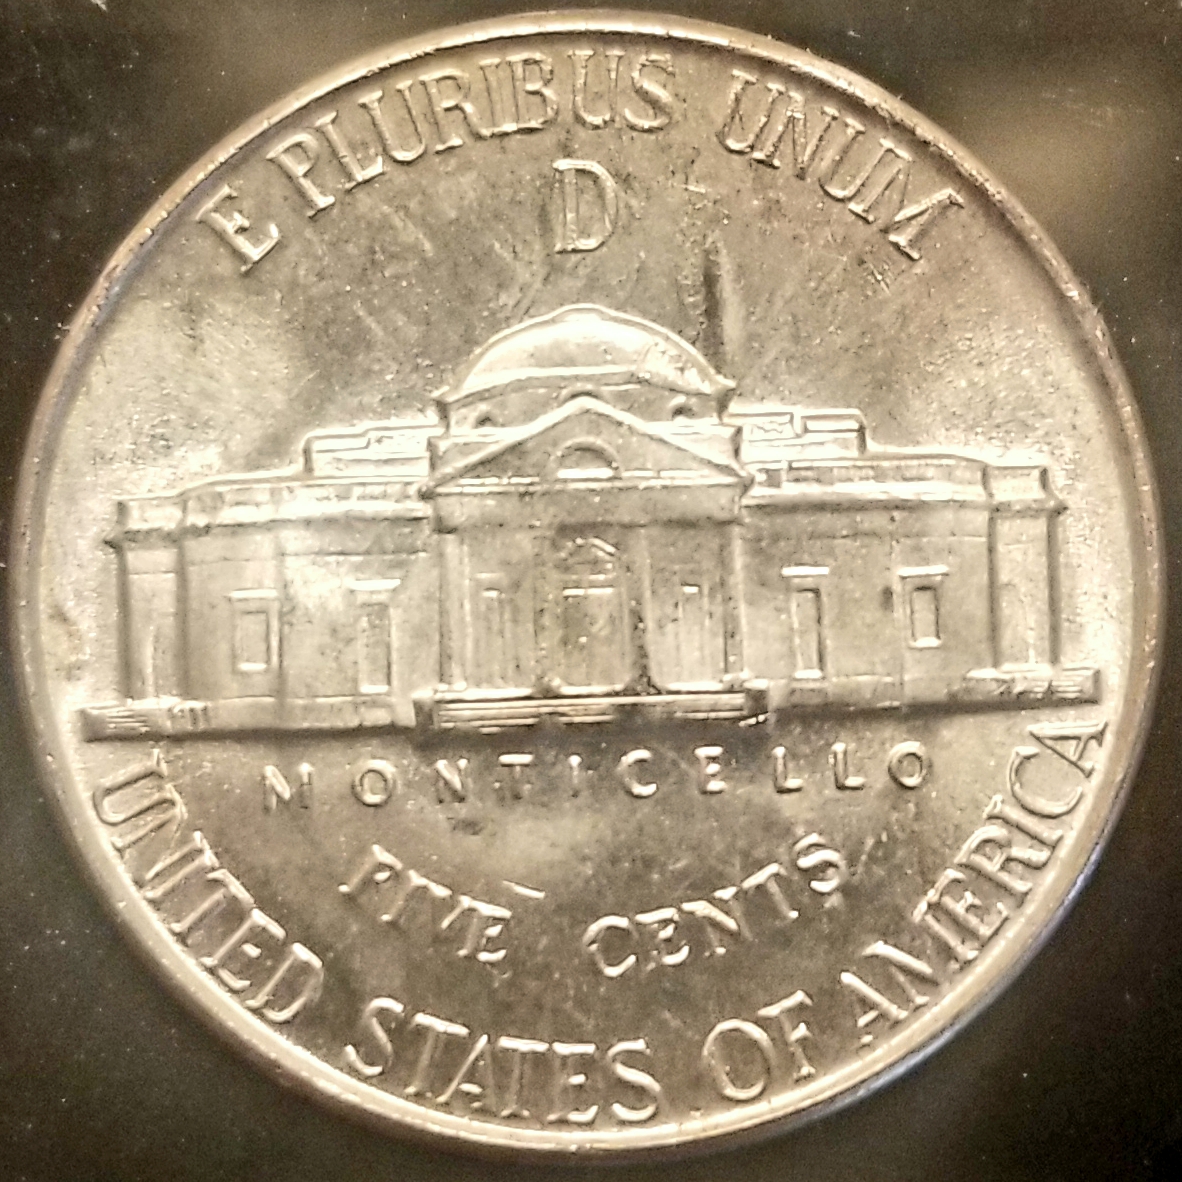 E PLURIBUS UNUM
D
MONTICELLO
FIVE CENTS
UNITED STATES OF AMERICA